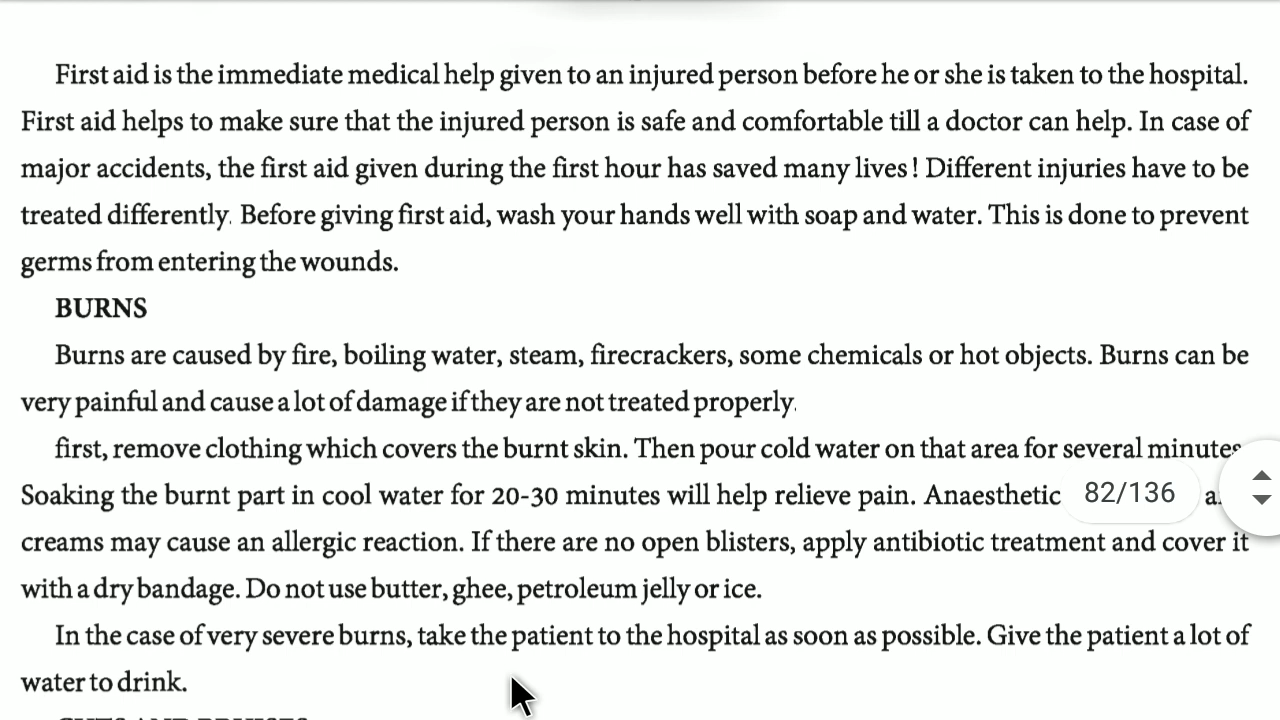 First aid is the immediate medical help given to an injured person before he or she is taken to the hospital.
First aid helps to make sure that the injured person is safe and comfortable till a doctor can help. In case of
major accidents, the first aid given during the first hour has saved many lives! Different injuries have to be
treated differently. Before giving first aid, wash your hands well with soap and water. This is done to prevent
germs from entering the wounds.
BURNS
Burns are caused by fire, boiling water, steam, firecrackers, some chemicals or hot objects. Burns can be
very painful and cause a lot of damage if they are not treated properly.
first, remove clothing which covers the burnt skin. Then pour cold water on that area for several minutes
Soaking the burnt part in cool water for 20-30 minutes will help relieve pain. Anaesthetic
82/136
creams may cause an allergic reaction. If there are no open blisters, apply antibiotic treatment and cover it
with a dry bandage. Do not use butter, ghee, petroleum jelly or ice.
In the case of very severe burns, take the patient to the hospital as soon as possible. Give the patient a lot of
water to drink.